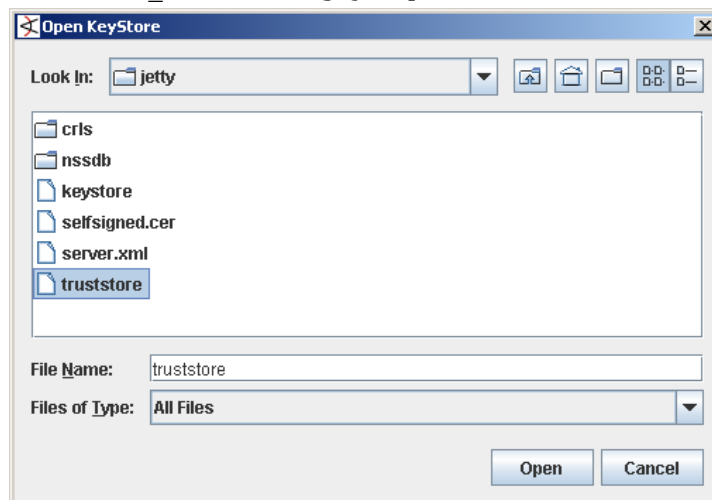 Open KeyStore
Look In: jetty
crls
nssdb
keystore
selfsigned.cer
server.xml
truststore
File Name: truststore
Files of Type: All Files
Open Cancel